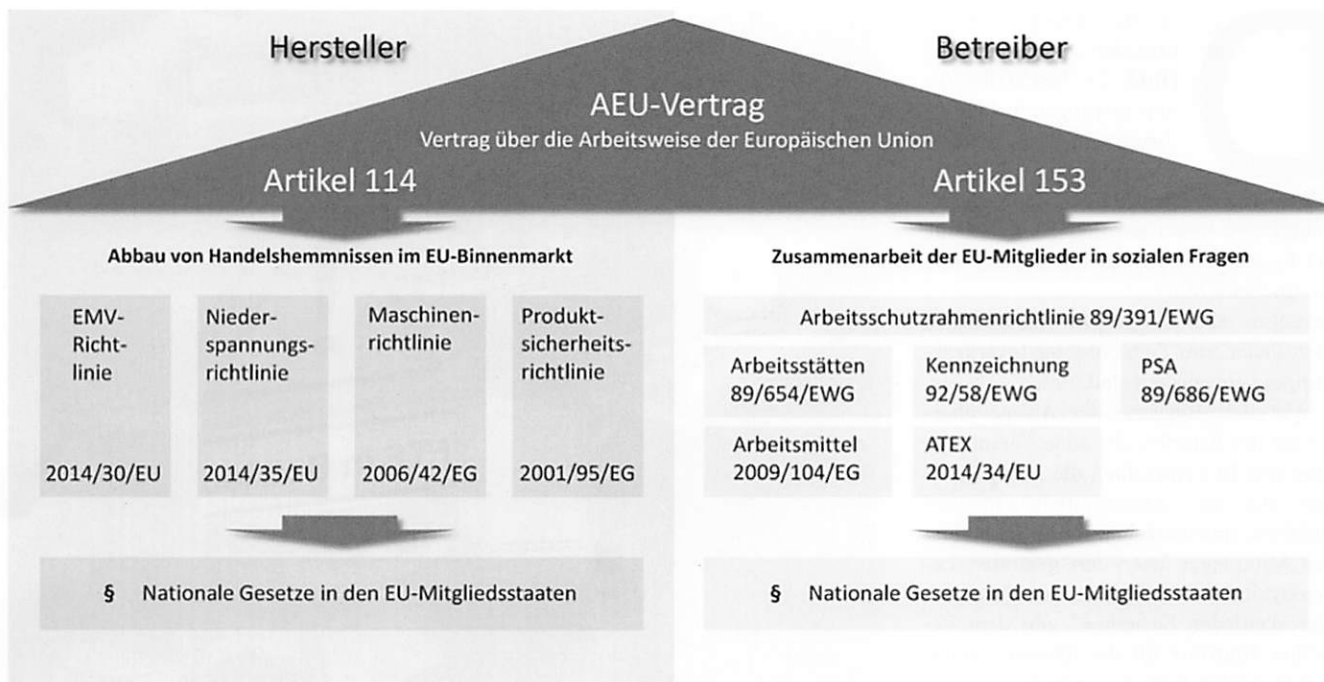 Hersteller
Betreiber
AEU-Vertrag
Vertrag über die Arbeitsweise der Europäischen Union
Artikel 114
Artikel 153
Abbau von Handelshemmnissen im EU-Binnenmarkt
EMV-
Richt-
linie
2014/30/EU
Nieder-
spannungs-
richtlinie
2014/35/EU
Maschinen-
richtlinie
2006/42/EG
Produkt-
sicherheits-
richtlinie
2001/95/EG
§ Nationale Gesetze in den EU-Mitgliedsstaaten
Zusammenarbeit der EU-Mitglieder in sozialen Fragen
Arbeitsschutzrahmenrichtlinie 89/391/EWG
Arbeitsstätten
89/654/EWG
Kennzeichnung
92/58/EWG
PSA
89/686/EWG
Arbeitsmittel
2009/104/EG
ATEX
2014/34/EU
§ Nationale Gesetze in den EU-Mitgliedsstaaten